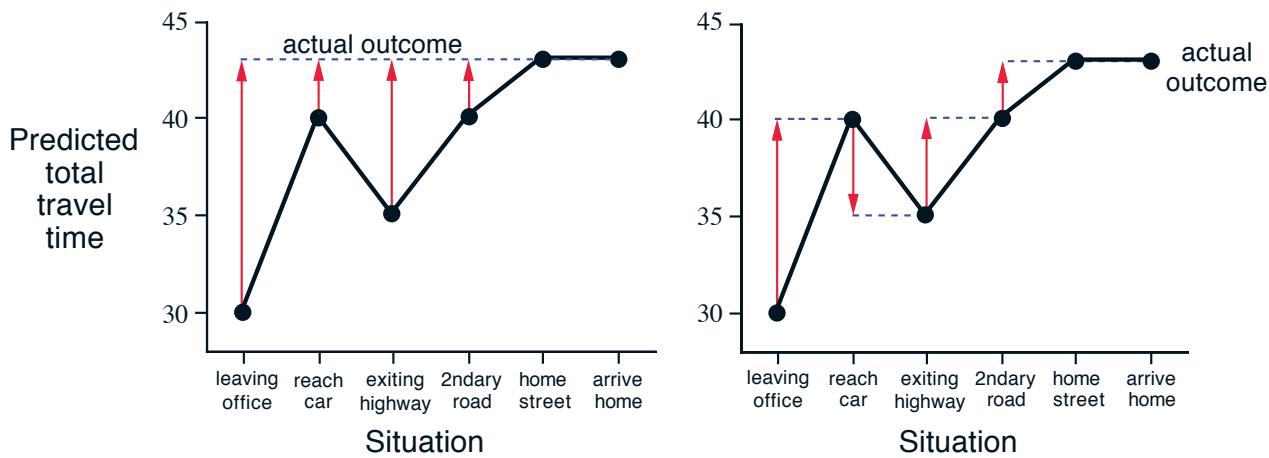 Predicted
total
travel
time
45
40
35
30
actual outcome
leaving
office
reach
car
exiting
highway
2ndary
road
home
street
arrive
home
Situation
45
40
35
30
actual
outcome
leaving
office
reach
car
exiting
highway
2ndary
road
home
street
arrive
home
Situation